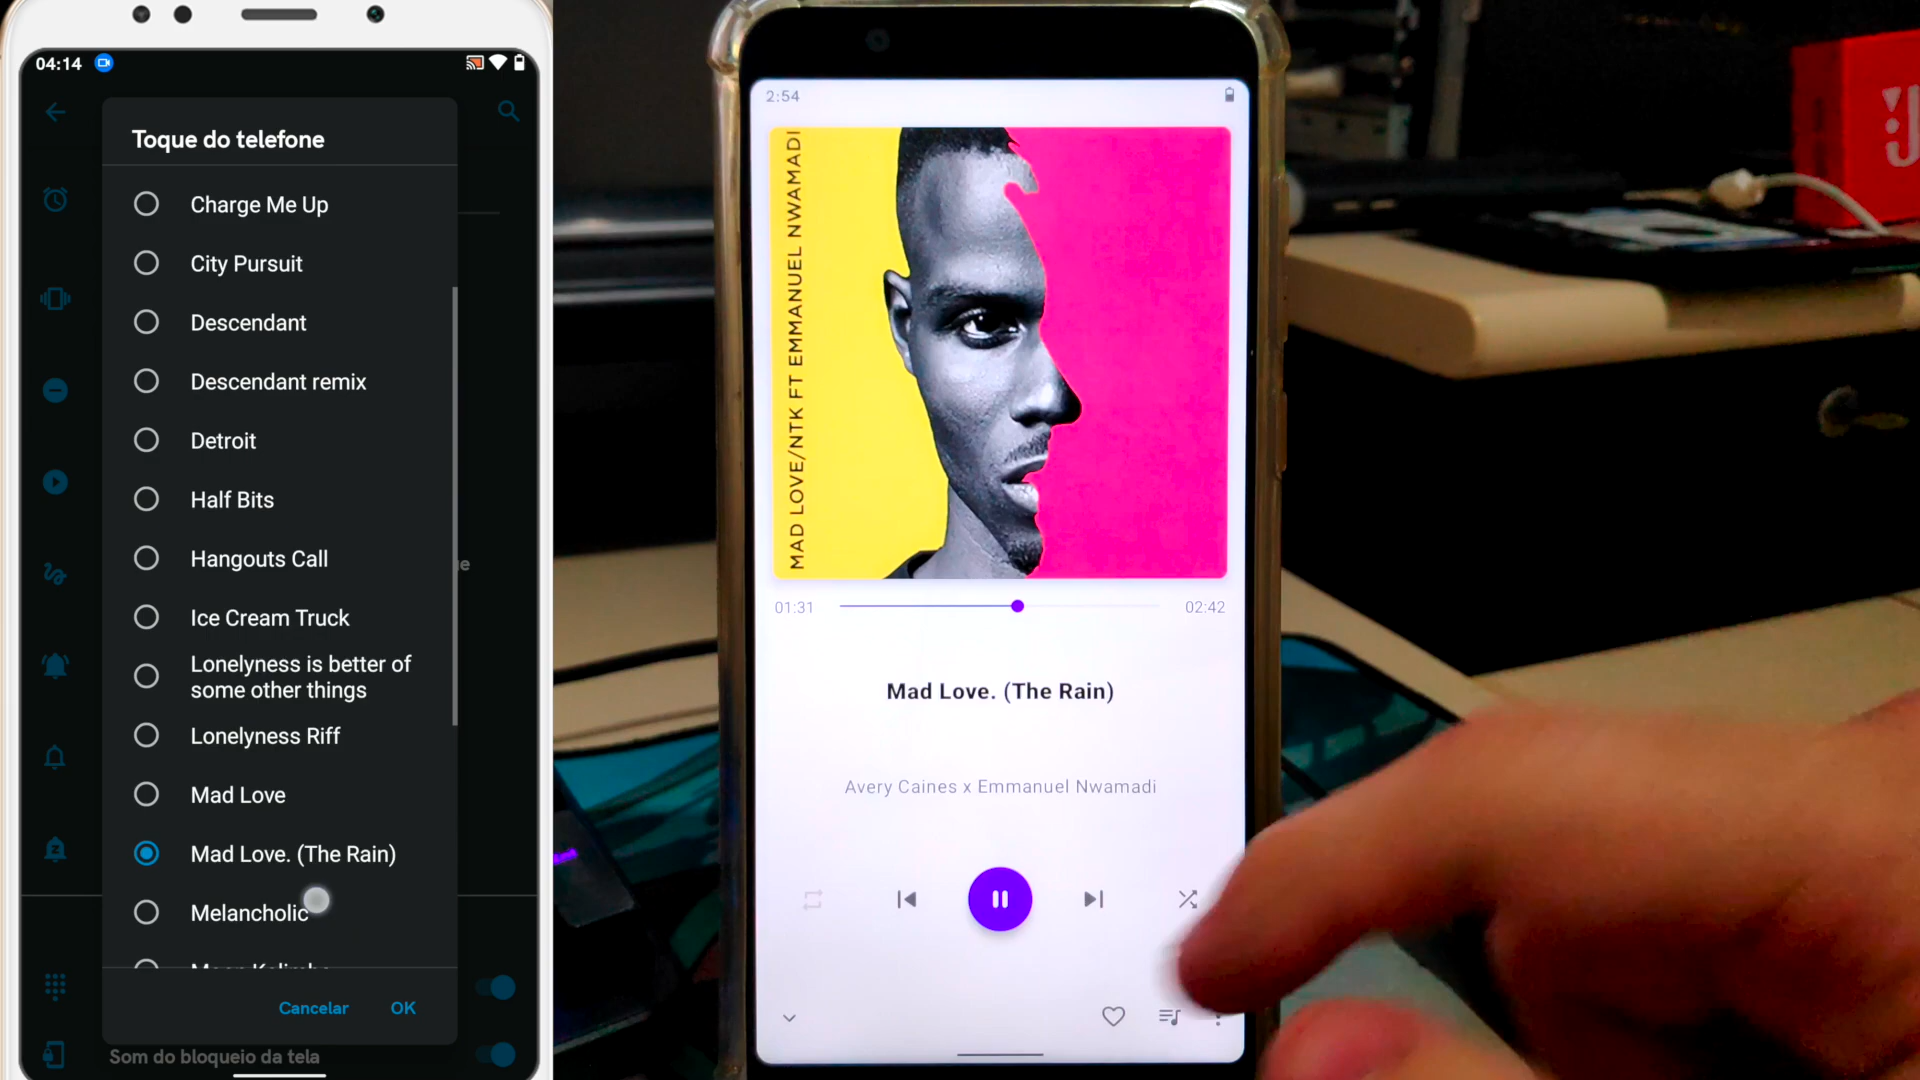 04:14
Toque do telefone
Charge Me Up
City Pursuit
Descendant
Descendant remix
Detroit
Half Bits
Hangouts Call
Ice Cream Truck
Lonelyness is better of
some other things
Lonelyness Riff
Mad Love
Mad Love. (The Rain)
Melancholic
Cancelar OK
Som do bloqueio da tela
2:54
MAD LOVE/NTK FT EMMANUEL NWAMADI
01:31
02:42
Mad Love. (The Rain)
Avery Caines x Emmanuel Nwamadi